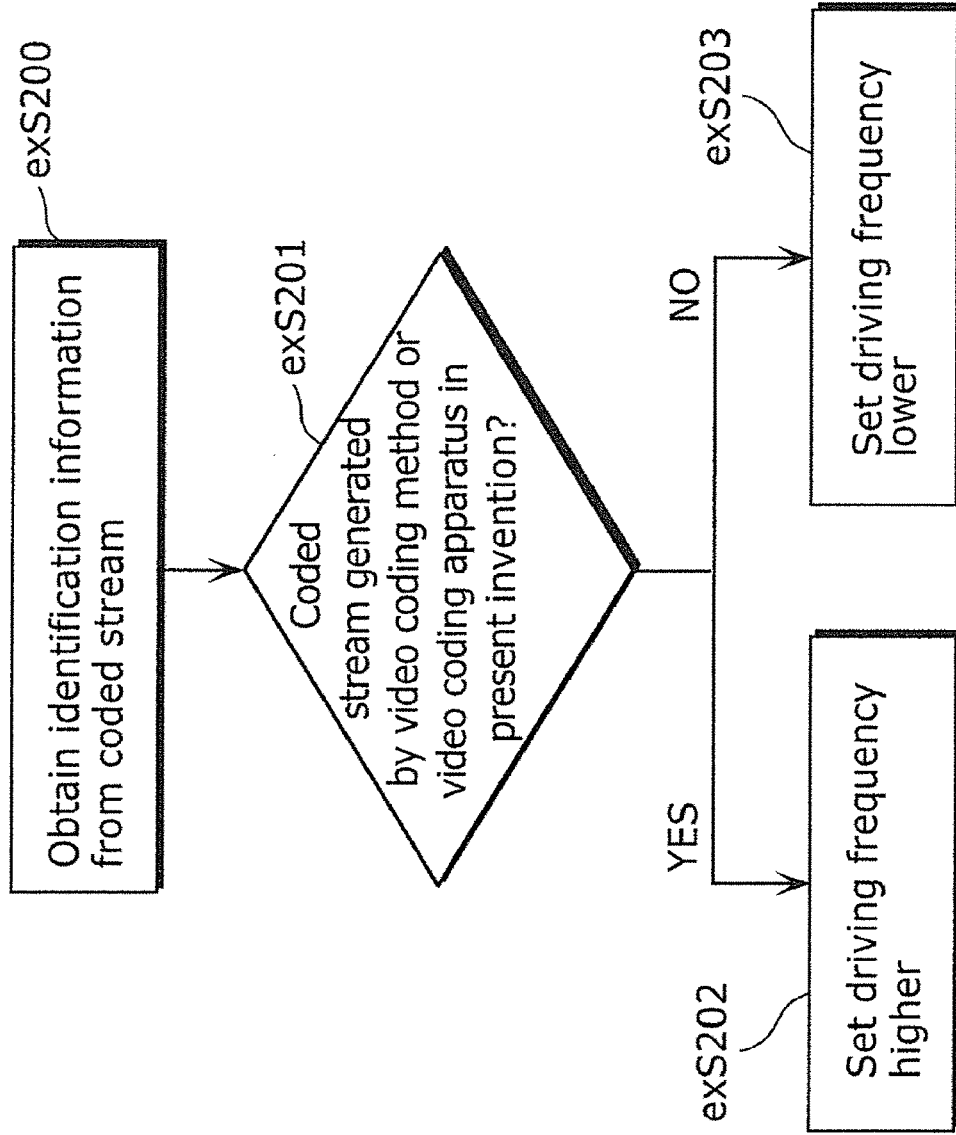 exS200
Obtain identification information
from coded stream
exS201
Coded
stream generated
by video coding method or
video coding apparatus in
present invention?
YES
NO
exS202
Set driving frequency
higher
exS203
Set driving frequency
lower